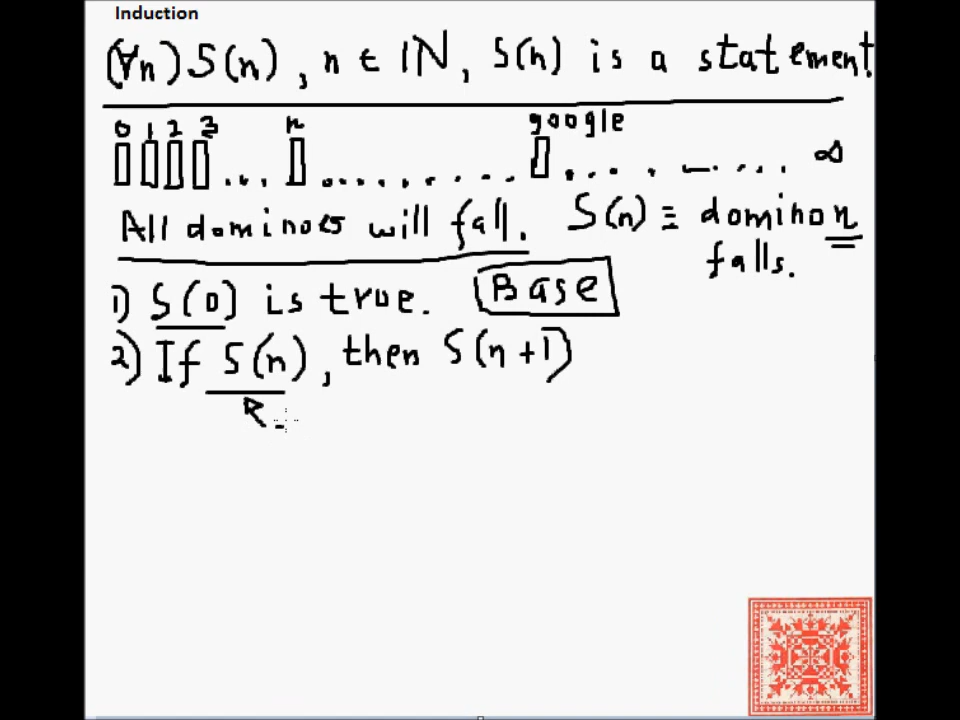 Induction
(∀n) S(n), n ∈ ℕ, S(n) is a statement.
0 1 2 3 ... n ............ google ............ ∞
All dominoes will fall. S(n) ≡ domino n
falls.
1) S(0) is true. Base
2) If S(n), then S(n+1)